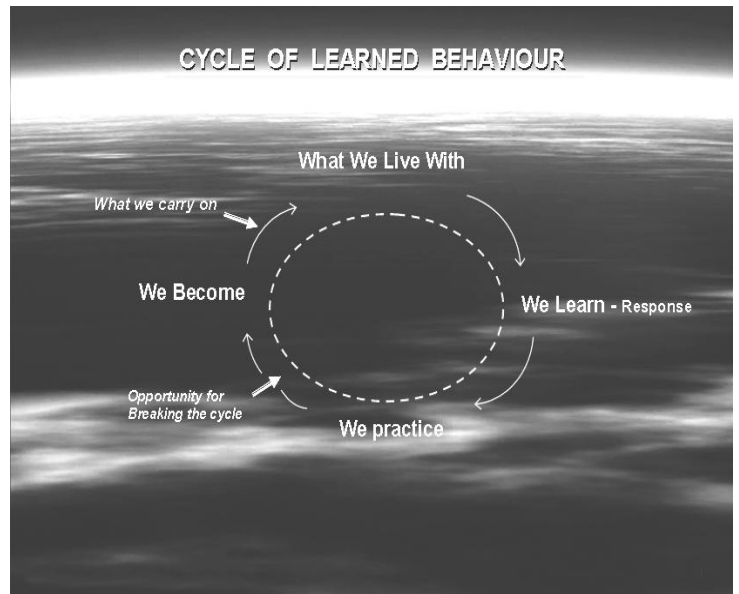 CYCLE OF LEARNED BEHAVIOUR
What We Live With
What we carry on
We Become
We Learn - Response
Opportunity for
Breaking the cycle
We practice